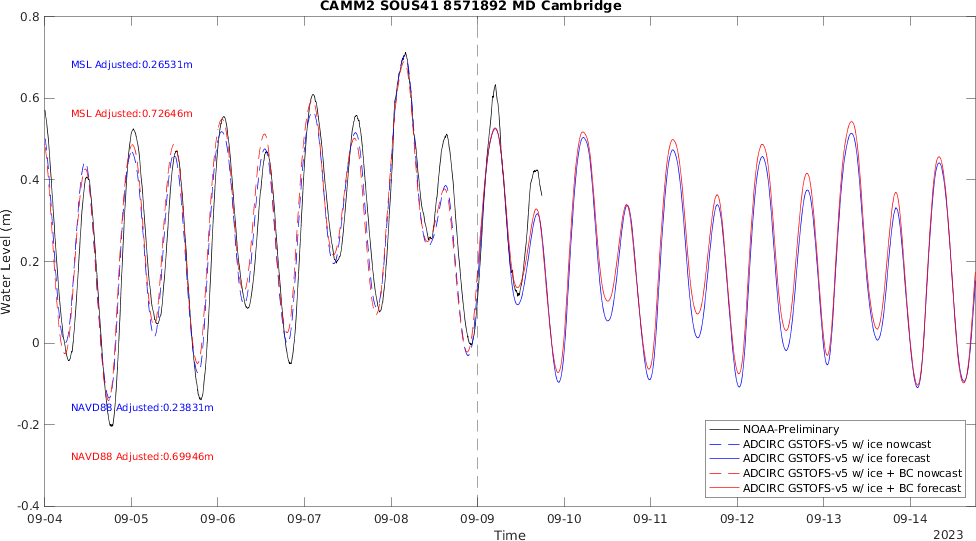 CAMM2 SOUS41 8571892 MD Cambridge
0.8
0.6
0.4
0.2
0
-0.2
-0.4
Water Level (m)
MSL Adjusted:0.26531m
MSL Adjusted:0.72646m
NAVD88 Adjusted:0.23831m
NAVD88 Adjusted:0.69946m
NOAA-Preliminary
ADCIRC GSTOFS-v5 w/ ice nowcast
ADCIRC GSTOFS-v5 w/ ice forecast
ADCIRC GSTOFS-v5 w/ ice + BC nowcast
ADCIRC GSTOFS-v5 w/ ice + BC forecast
09-04 09-05 09-06 09-07 09-08 09-09 09-10 09-11 09-12 09-13 09-14
Time
2023